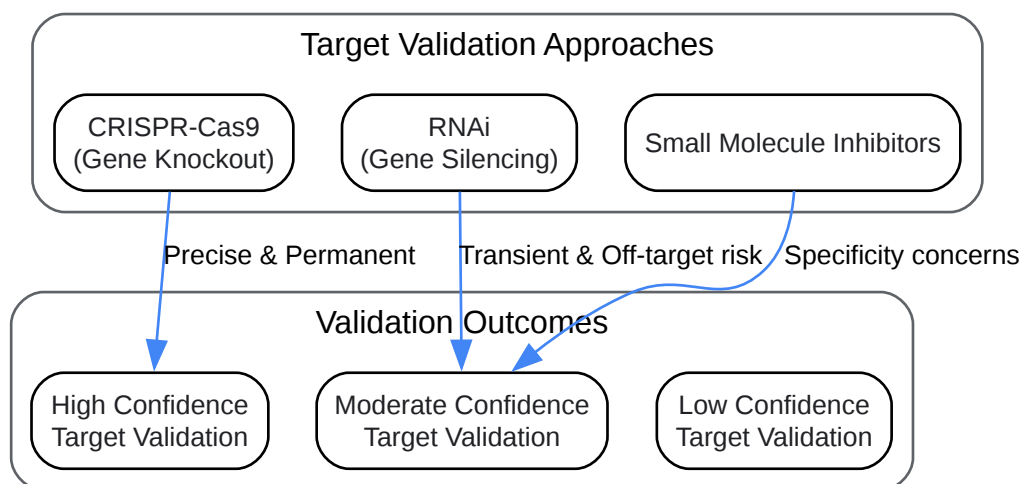 Target Validation Approaches
CRISPR-Cas9
(Gene Knockout)
RNAi
(Gene Silencing)
Small Molecule Inhibitors
Precise & Permanent
Transient & Off-target risk
Specificity concerns
Validation Outcomes
High Confidence
Target Validation
Moderate Confidence
Target Validation
Low Confidence
Target Validation